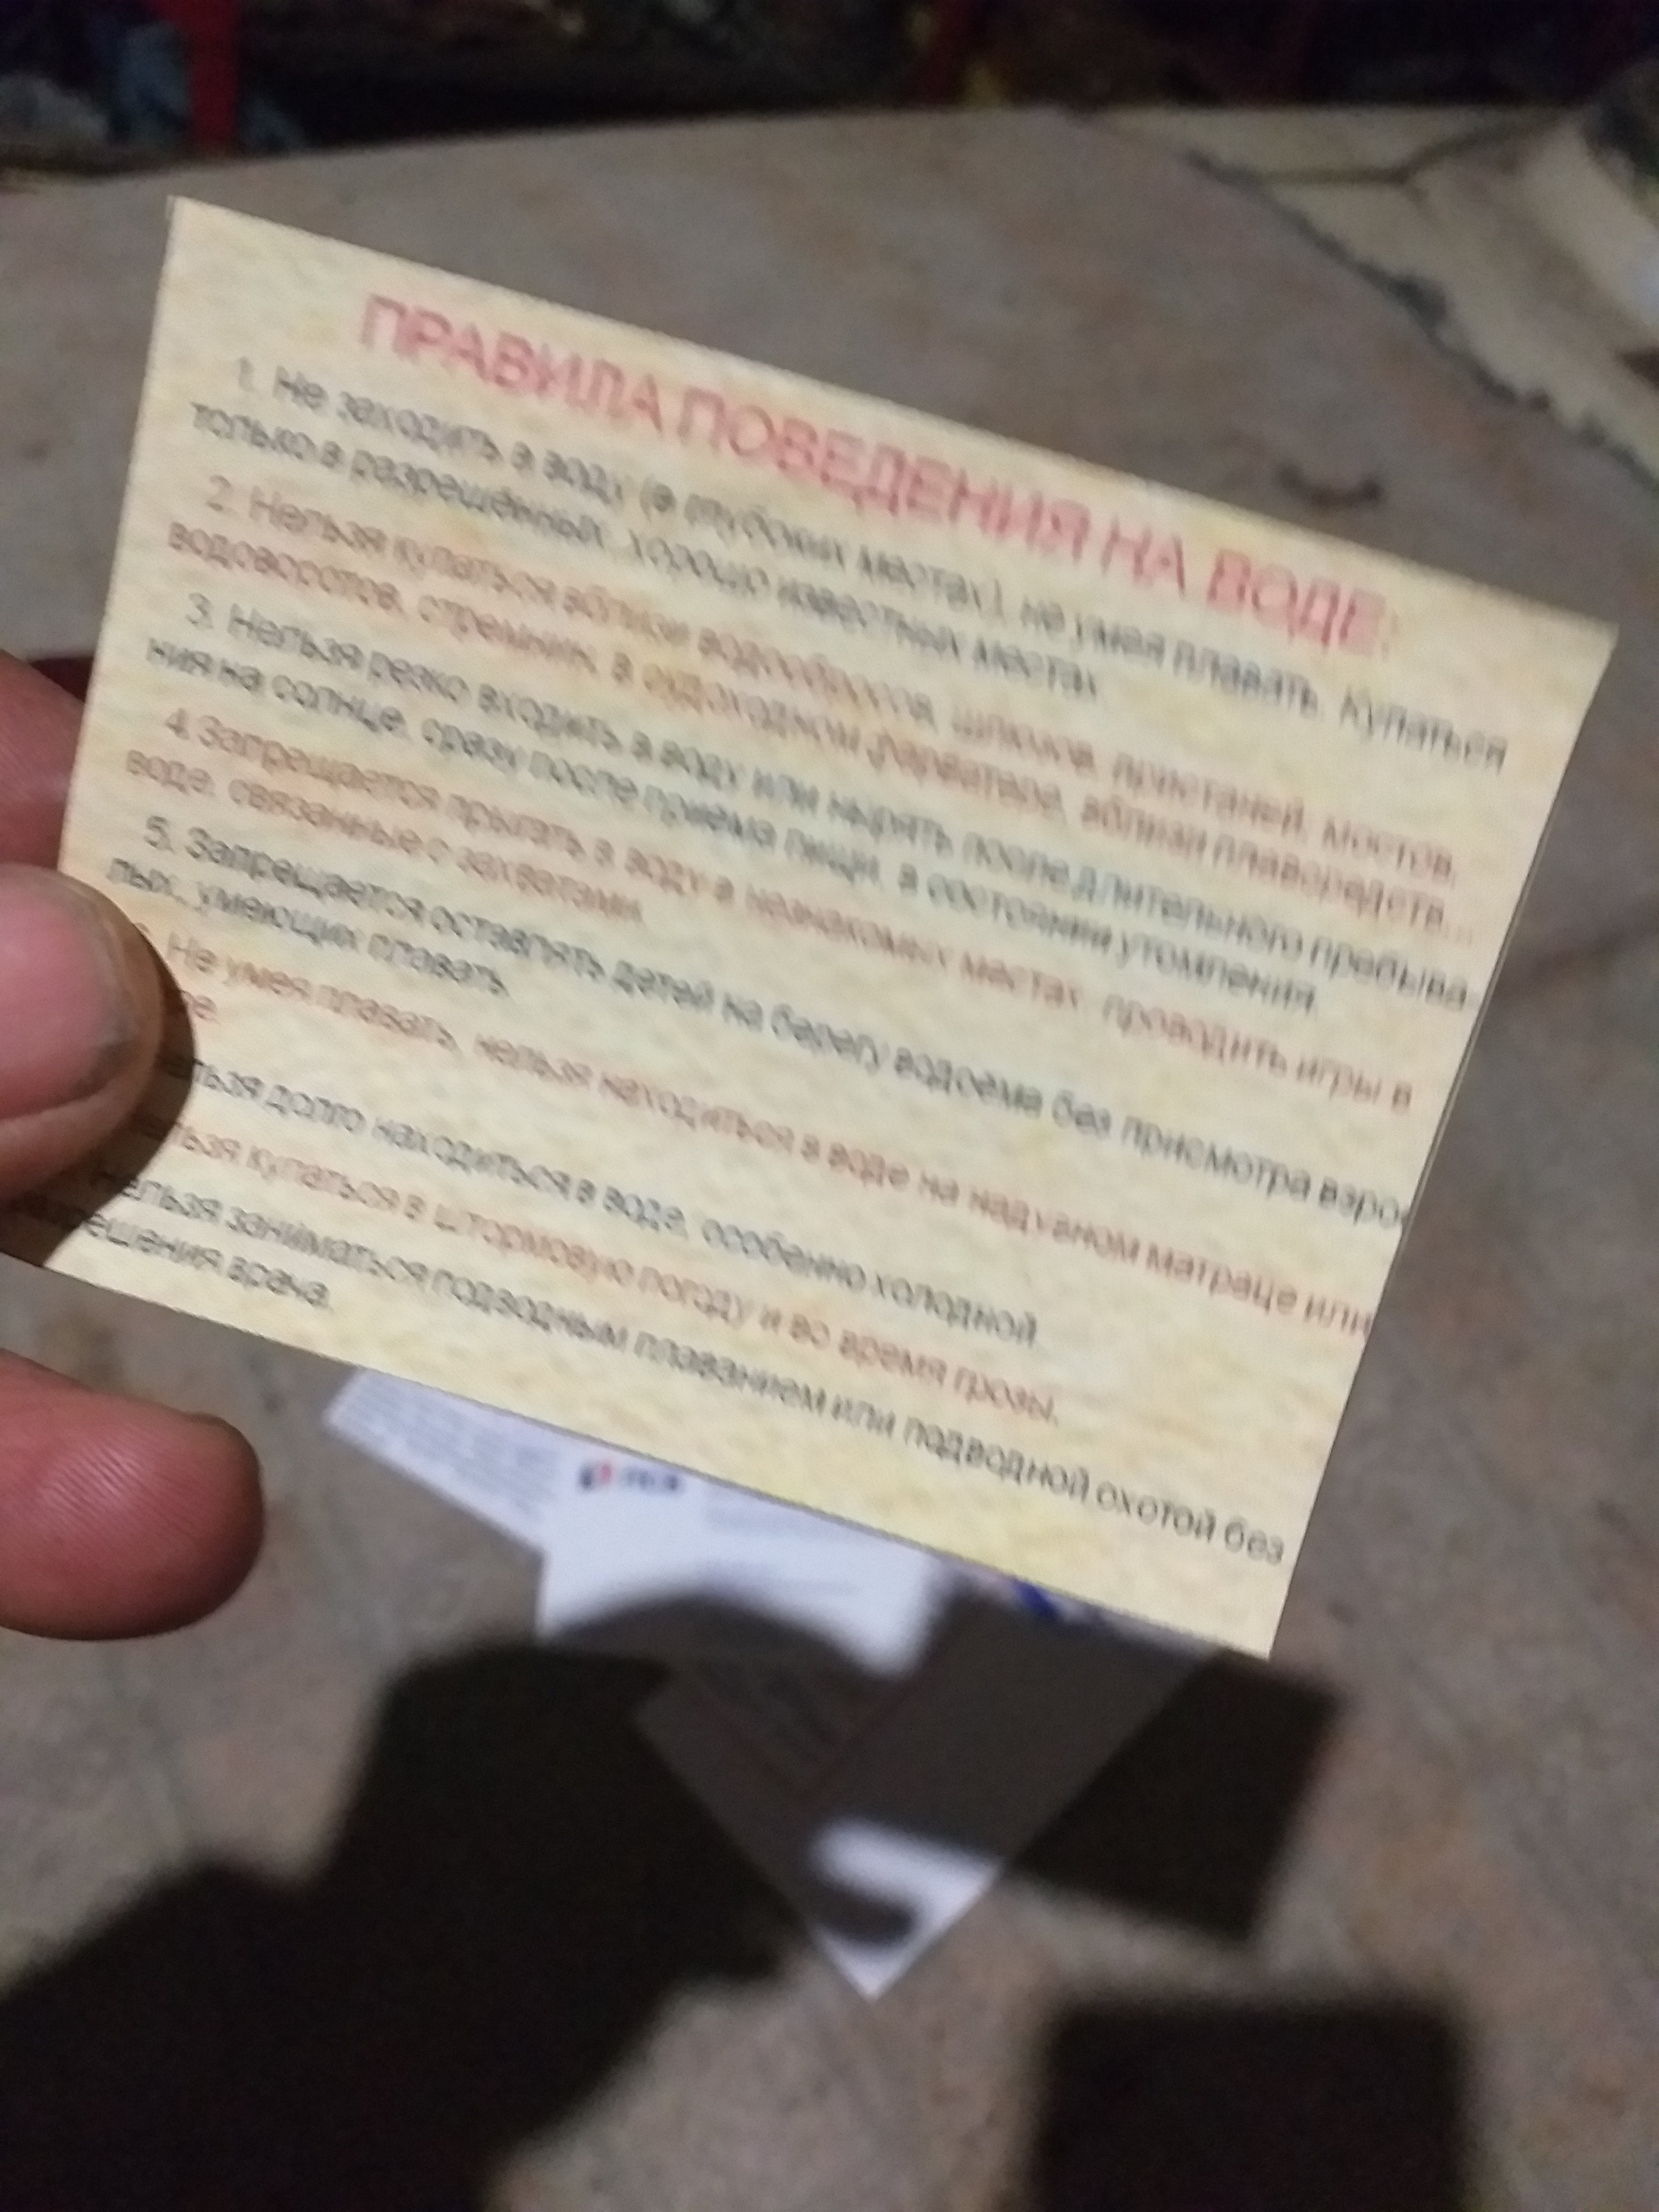 ПРАВИЛА ПОВЕДЕНИЯ НА ВОДЕ:
1. Не заходить в воду (в глубоких местах), не умея плавать. Купаться
только в разрешённых, хорошо известных местах.
2. Нельзя купаться вблизи водосбросов, шлюзов, пристаней, мостов,
водоворотов, стремнин, в судоходном фарватере, вблизи плавсредств...
3. Нельзя резко входить в воду или нырять после длительного пребыва-
ния на солнце, сразу после приёма пищи, в состоянии утомления.
4. Запрещается прыгать в воду в незнакомых местах, проводить игры в
воде, связанные с захватами.
5. Запрещается оставлять детей на берегу водоёма без присмотра взрос
лых, умеющих плавать.
Не умея плавать, нельзя находиться в воде на надувном матраце или
ре.
льзя долго находиться в воде, особенно холодной.
льзя купаться в штормовую погоду и во время грозы.
Нельзя заниматься подводным плаванием или подводной охотой без
решения врача.